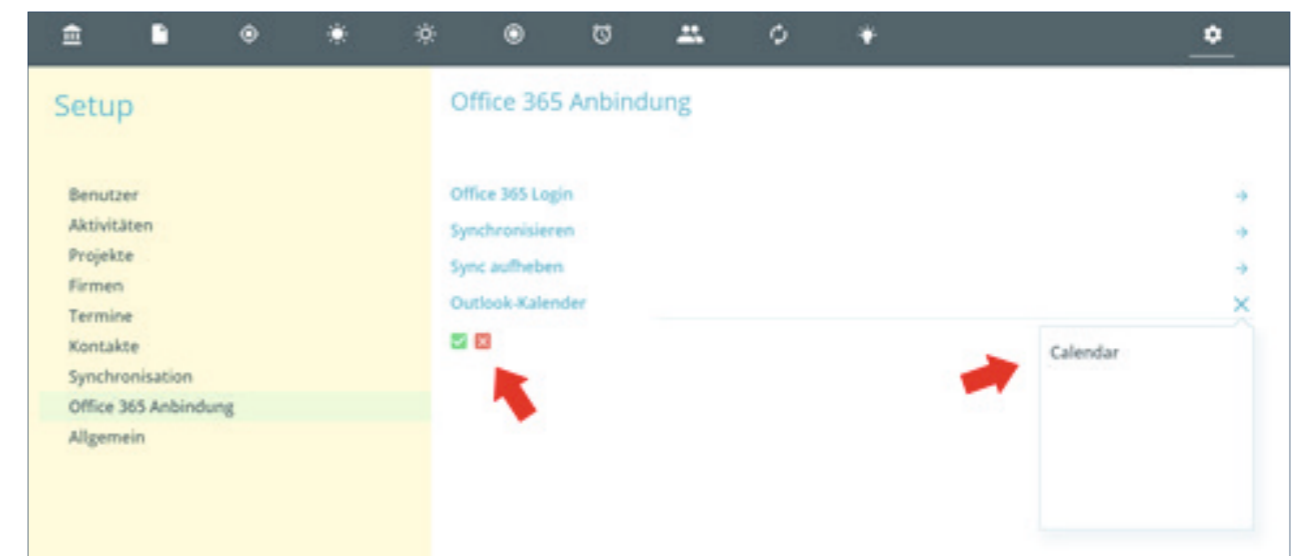 Setup
Benutzer
Aktivitäten
Projekte
Firmen
Termine
Kontakte
Synchronisation
Office 365 Anbindung
Allgemein
Office 365 Anbindung
Office 365 Login
Synchronisieren
Sync aufheben
Outlook-Kalender
Calendar